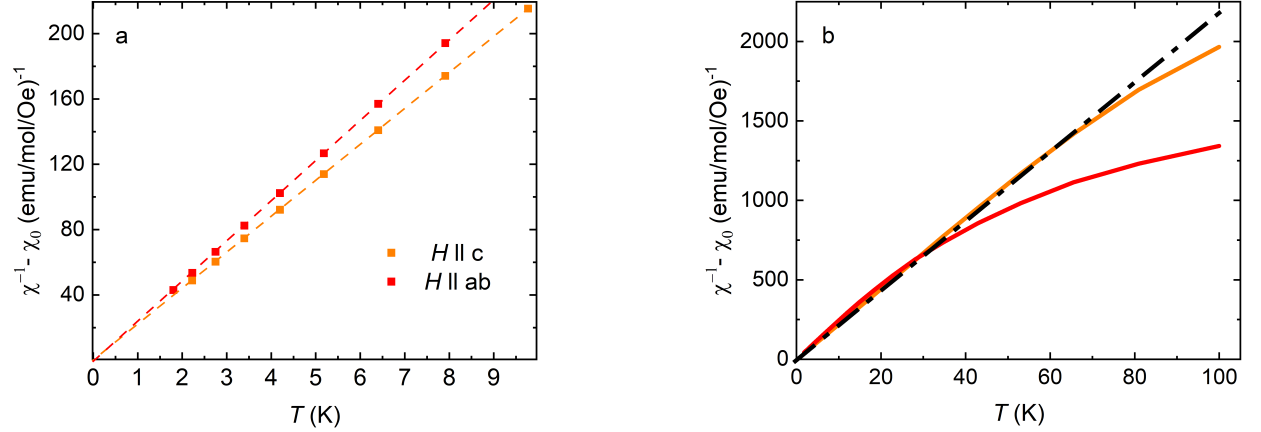 a
200
160
120
80
40
χ⁻¹- χ₀ (emu/mol/Oe)⁻¹
H ll c
H ll ab
0 1 2 3 4 5 6 7 8 9
T (K)
b
2000
1500
1000
500
0
χ⁻¹- χ₀ (emu/mol/Oe)⁻¹
0 20 40 60 80 100
T (K)